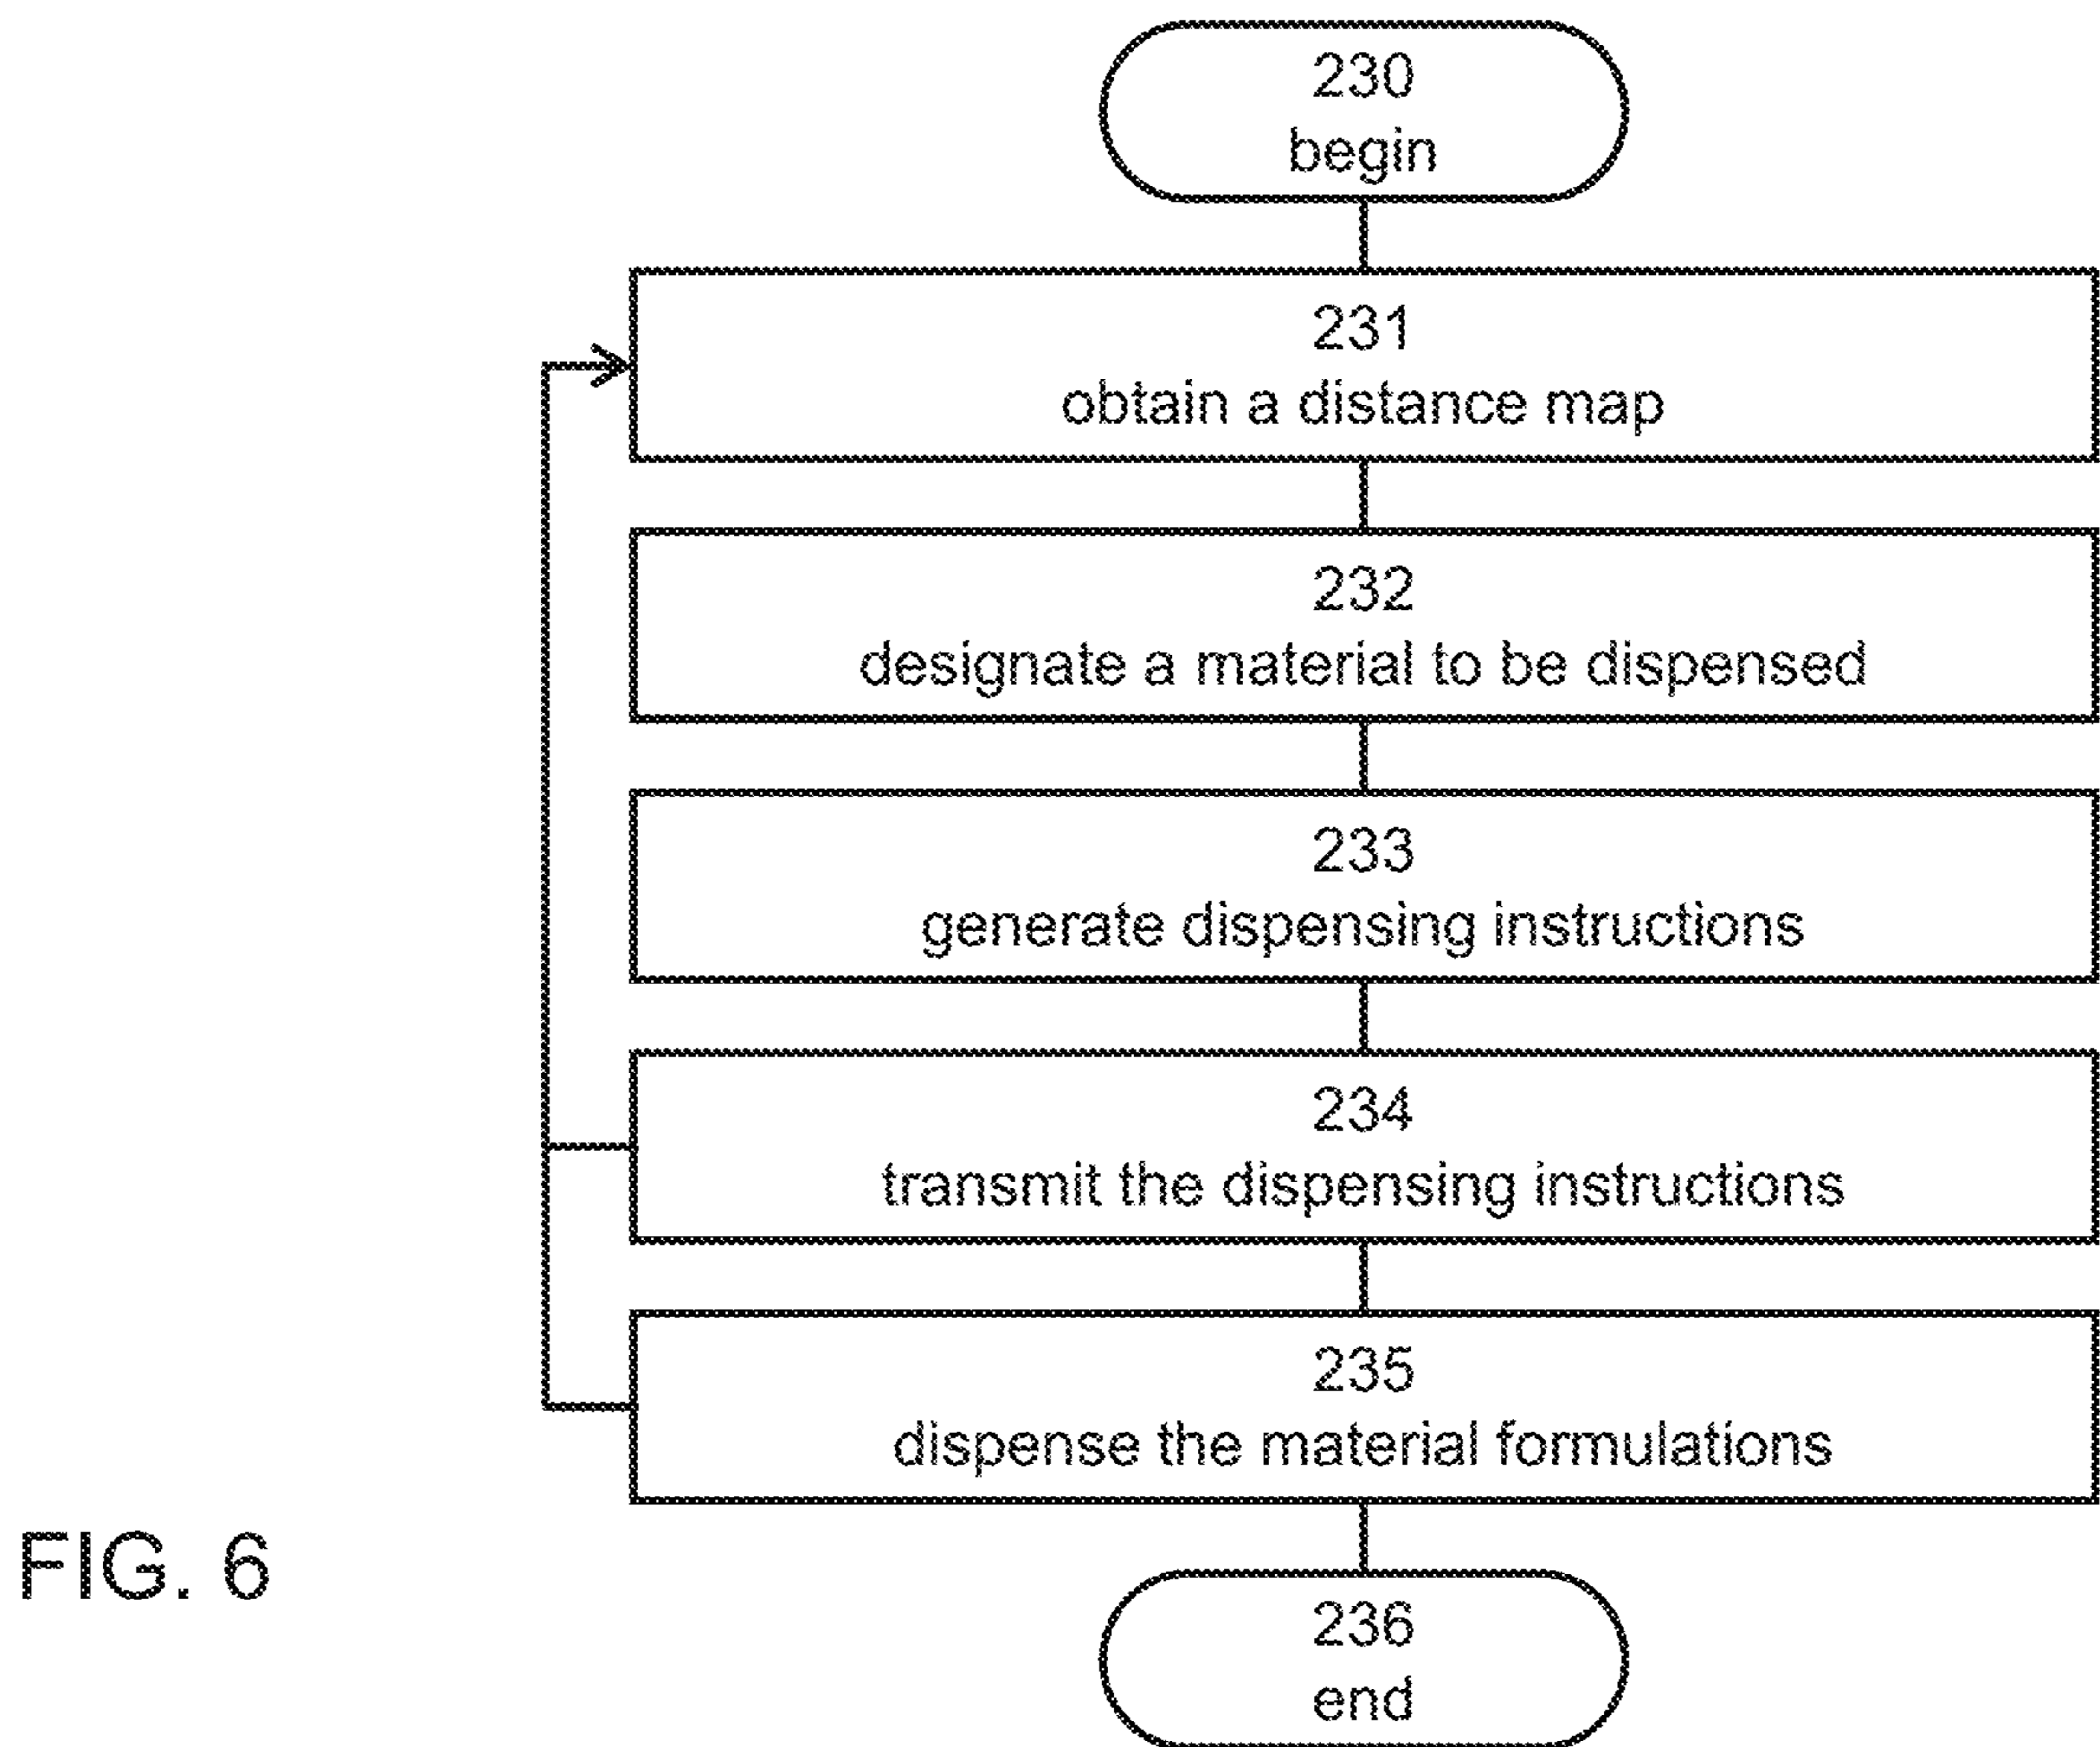 230
begin
231
obtain a distance map
232
designate a material to be dispensed
233
generate dispensing instructions
234
transmit the dispensing instructions
235
dispense the material formulations
236
end
FIG. 6